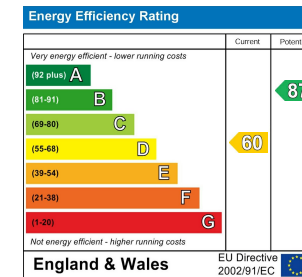 Energy Efficiency Rating
Current
Very energy efficient - lower running costs
(92 plus) A
(81-91) B
(69-80) C
(55-68) D
(39-54) E
(21-38) F
(1-20) G
60
Not energy efficient - higher running costs
England & Wales
EU Directive
2002/91/EC